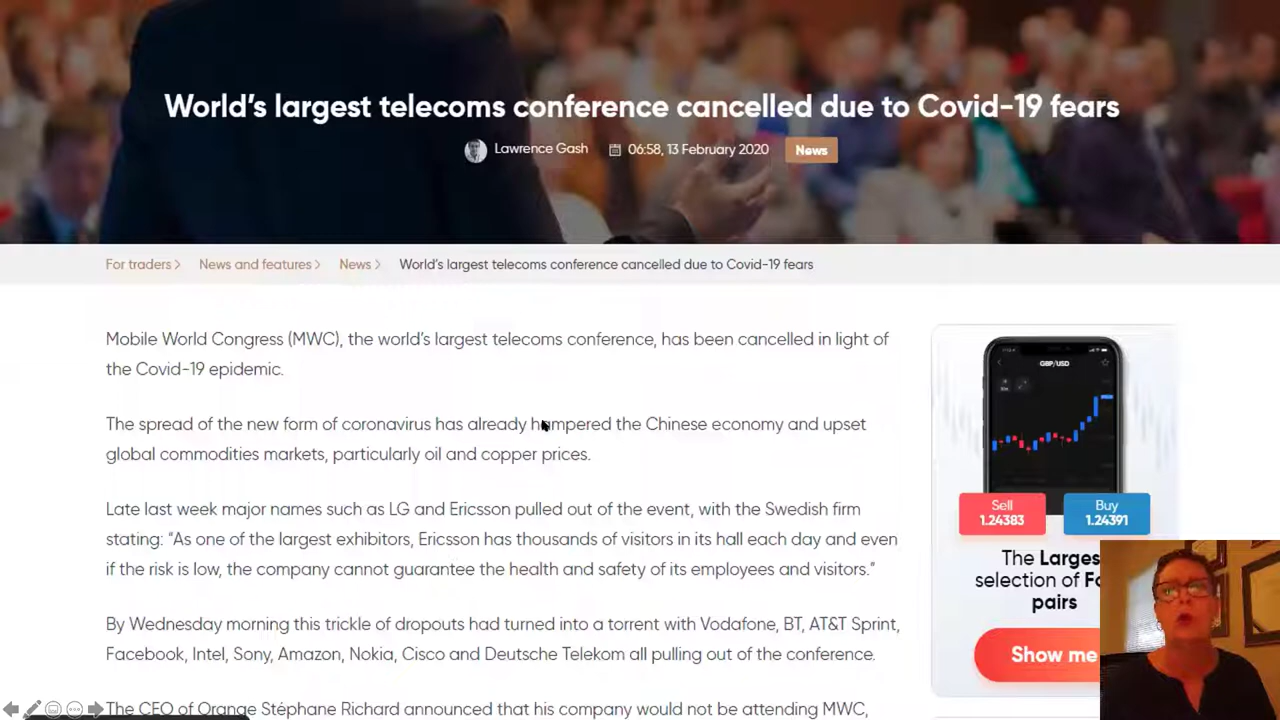 World's largest telecoms conference cancelled due to Covid-19 fears
Lawrence Gash 06:58, 13 February 2020 News
For traders > News and features > News > World's largest telecoms conference cancelled due to Covid-19 fears
Mobile World Congress (MWC), the world's largest telecoms conference, has been cancelled in light of
the Covid-19 epidemic.
The spread of the new form of coronavirus has already hampered the Chinese economy and upset
global commodities markets, particularly oil and copper prices.
Late last week major names such as LG and Ericsson pulled out of the event, with the Swedish firm
stating: “As one of the largest exhibitors, Ericsson has thousands of visitors in its hall each day and even
if the risk is low, the company cannot guarantee the health and safety of its employees and visitors.”
By Wednesday morning this trickle of dropouts had turned into a torrent with Vodafone, BT, AT&T Sprint,
Facebook, Intel, Sony, Amazon, Nokia, Cisco and Deutsche Telekom all pulling out of the conference.
The CEO of Orange Stéphane Richard announced that his company would not be attending MWC,
GBP/USD
Sell
1.24383
Buy
1.24391
The Larges
selection of Fo
pairs
Show me